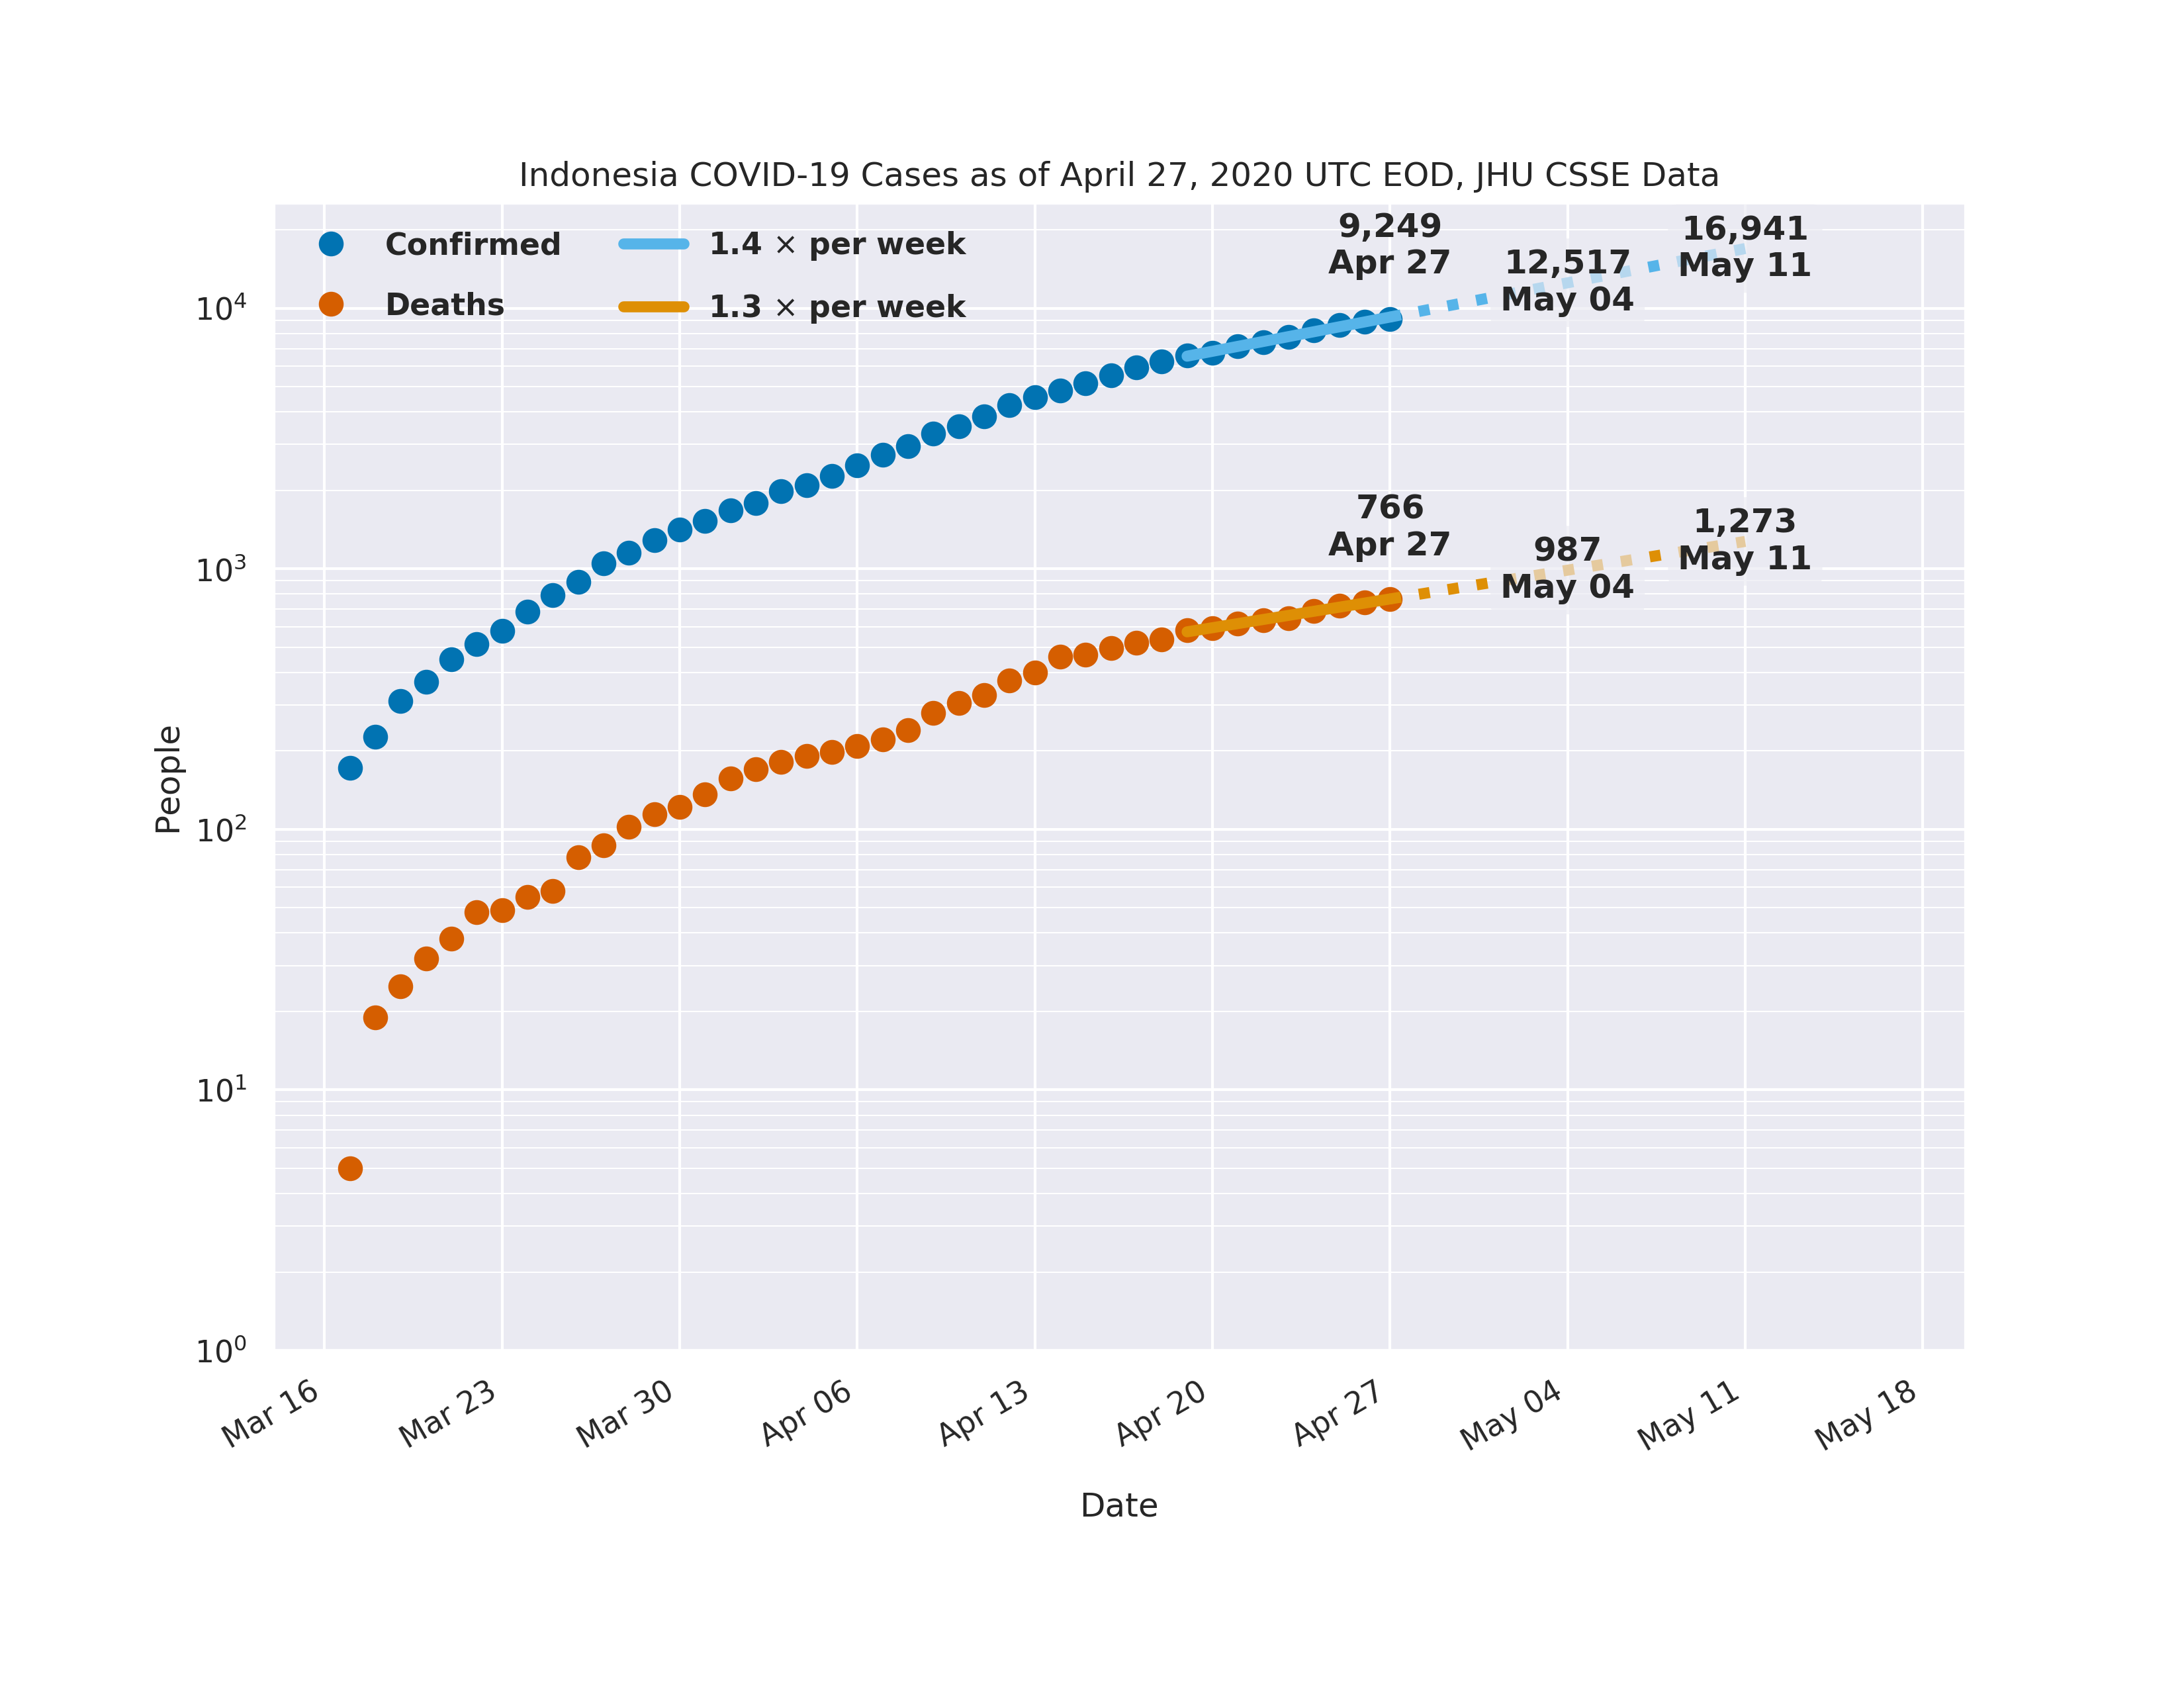 Indonesia COVID-19 Cases as of April 27, 2020 UTC EOD, JHU CSSE Data
Confirmed
Deaths
1.4 × per week
1.3 × per week
9,249
Apr 27
12,517
May 04
16,941
May 11
766
Apr 27
987
May 04
1,273
May 11
People
10⁴
10³
10²
10¹
10⁰
Mar 16
Mar 23
Mar 30
Apr 06
Apr 13
Apr 20
Apr 27
May 04
May 11
May 18
Date